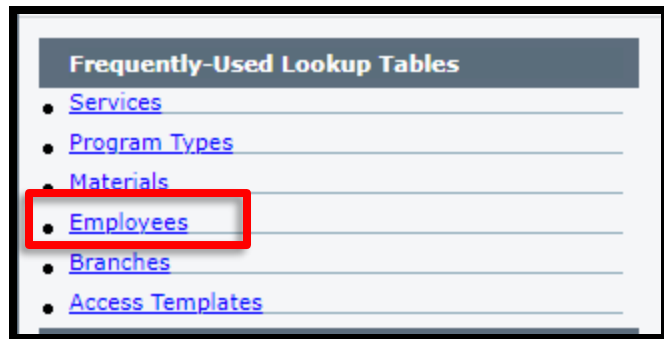 Frequently-Used Lookup Tables
Services
Program Types
Materials
Employees
Branches
Access Templates